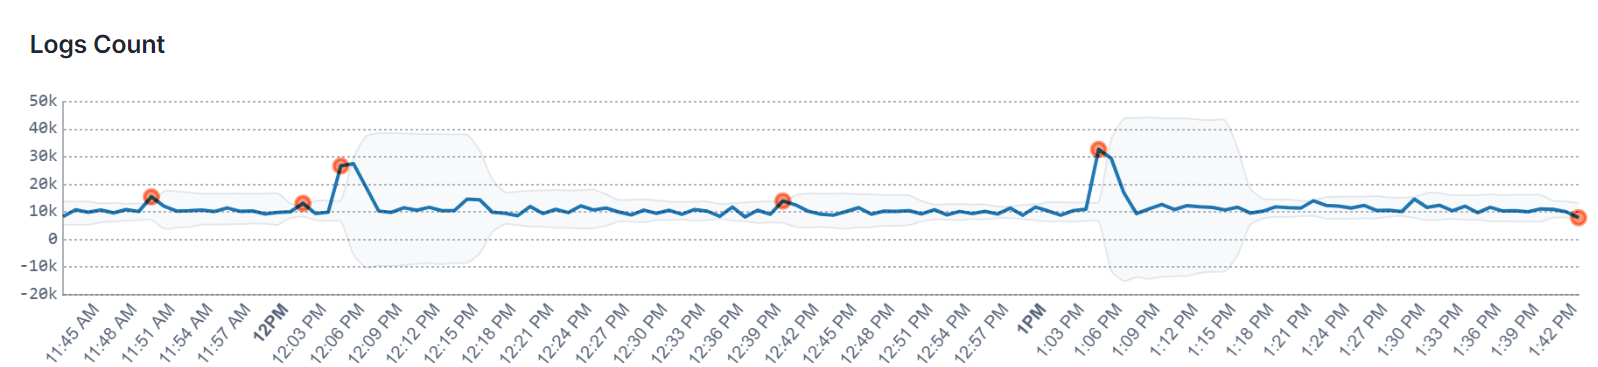 Logs Count
50k
40k
30k
20k
10k
0
-10k
-20k
11:45 AM
11:48 AM
11:51 AM
11:54 AM
11:57 AM
12PM
12:03 PM
12:06 PM
12:09 PM
12:12 PM
12:15 PM
12:18 PM
12:21 PM
12:24 PM
12:27 PM
12:30 PM
12:33 PM
12:36 PM
12:39 PM
12:42 PM
12:45 PM
12:48 PM
12:51 PM
12:54 PM
12:57 PM
1PM
1:03 PM
1:06 PM
1:09 PM
1:12 PM
1:15 PM
1:18 PM
1:21 PM
1:24 PM
1:27 PM
1:30 PM
1:33 PM
1:36 PM
1:39 PM
1:42 PM